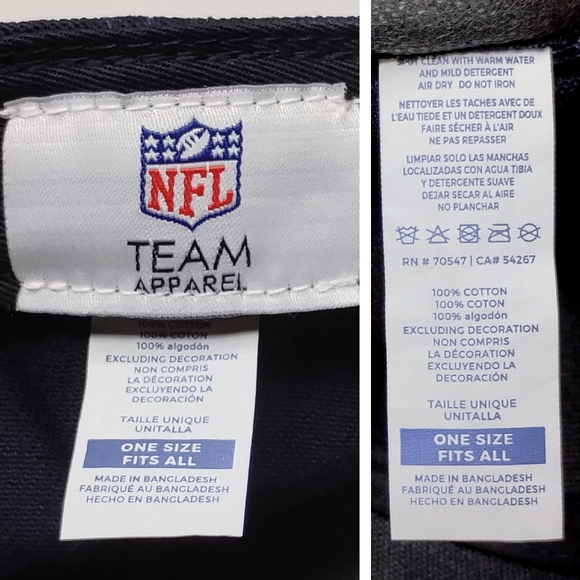 NFL
TEAM
APPAREL
100% COTTON
100% COTON
100% algodón
EXCLUDING DECORATION
NON COMPRIS
LA DÉCORATION
EXCLUYENDO LA
DECORACIÓN
TAILLE UNIQUE
UNITALLA
ONE SIZE
FITS ALL
MADE IN BANGLADESH
FABRIQUÉ AU BANGLADESH
HECHO EN BANGLADESH
SPOT CLEAN WITH WARM WATER
AND MILD DETERGENT
AIR DRY DO NOT IRON
NETTOYER LES TACHES AVEC DE
L'EAU TIEDE ET UN DETERGENT DOUX
FAIRE SÉCHER À L'AIR
NE PAS REPASSER
LIMPIAR SOLO LAS MANCHAS
LOCALIZADAS CON AGUA TIBIA
Y DETERGENTE SUAVE
DEJAR SECAR AL AIRE
NO PLANCHAR
RN # 70547 | CA# 54267
100% COTTON
100% COTON
100% algodón
EXCLUDING DECORATION
NON COMPRIS
LA DÉCORATION
EXCLUYENDO LA
DECORACIÓN
TAILLE UNIQUE
UNITALLA
ONE SIZE
FITS ALL
MADE IN BANGLADESH
FABRIQUÉ AU BANGLADESH
HECHO EN BANGLADESH